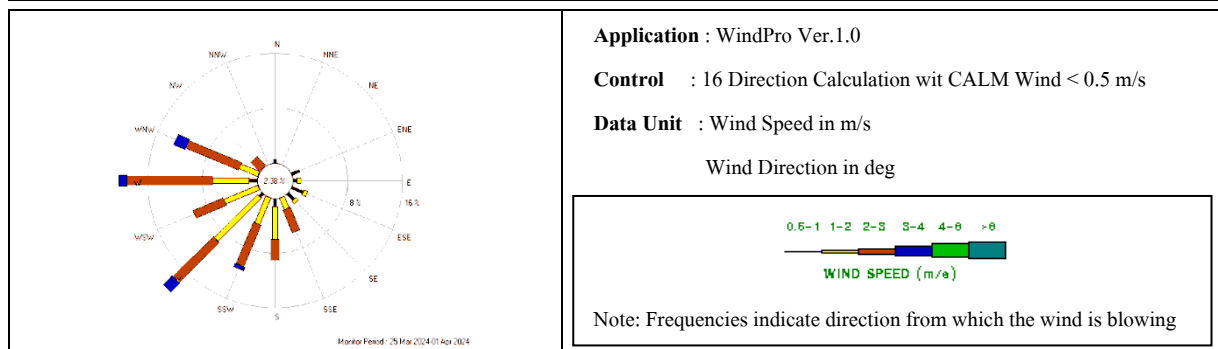 N
NNW
NNE
NW
NE
WNW
ENE
2.38 %
W
E
8 %
16 %
WSW
ESE
SE
SSW
SSE
S
Monitor Period : 25 Mar 2024-01 Apr 2024
Application : WindPro Ver.1.0
Control : 16 Direction Calculation wit CALM Wind < 0.5 m/s
Data Unit : Wind Speed in m/s
Wind Direction in deg
0.5-1 1-2 2-3 3-4 4-6 >6
WIND SPEED (m/s)
Note: Frequencies indicate direction from which the wind is blowing